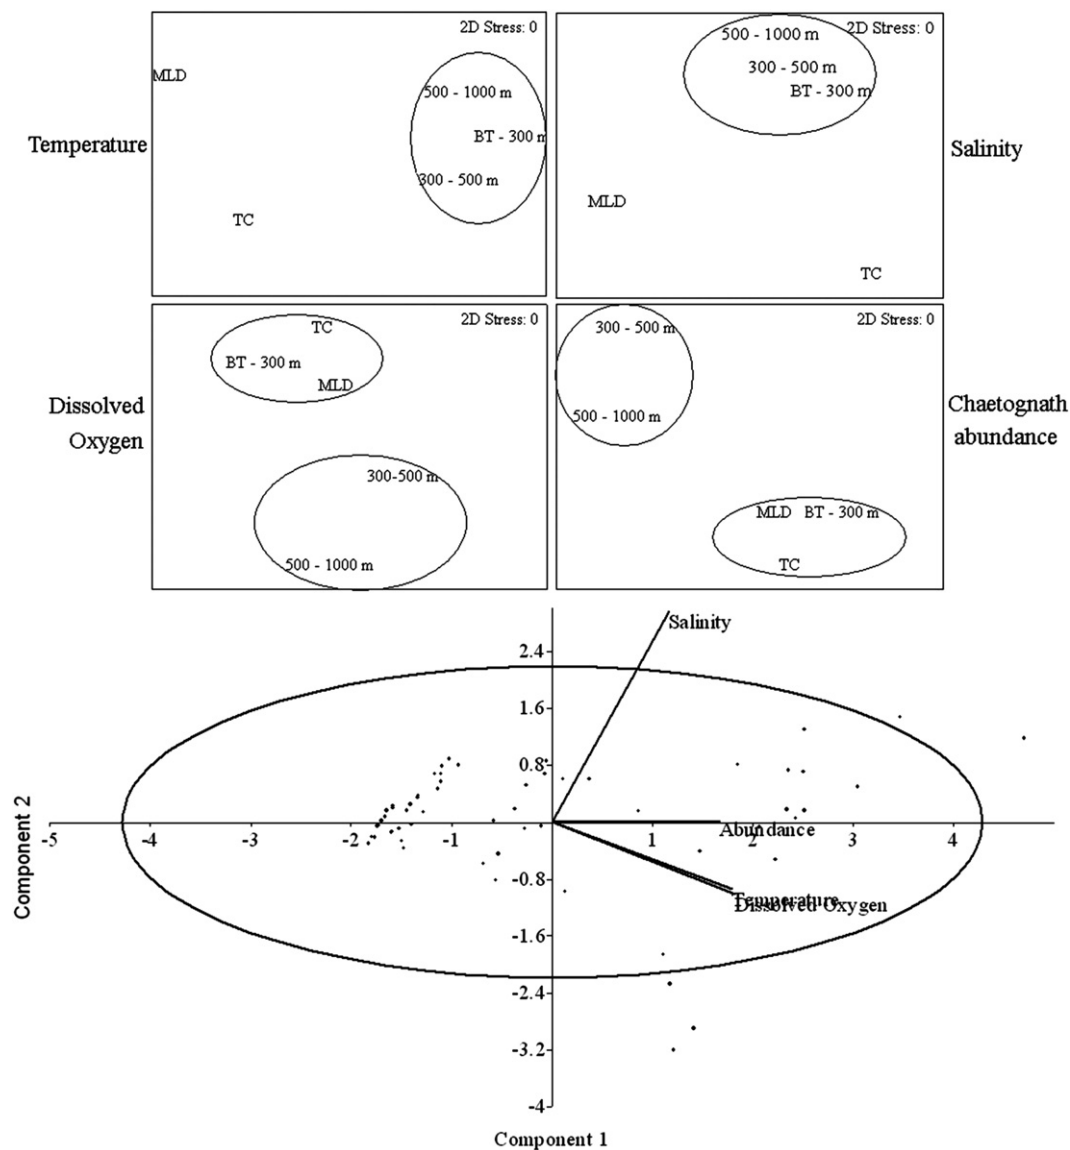 2D Stress: 0
MLD
500 - 1000 m
BT - 300 m
300 - 500 m
TC
Temperature
2D Stress: 0
500 - 1000 m
300 - 500 m
BT - 300 m
MLD
TC
Salinity
2D Stress: 0
TC
BT - 300 m
MLD
300-500 m
500 - 1000 m
Dissolved
Oxygen
2D Stress: 0
300 - 500 m
500 - 1000 m
MLD BT - 300 m
TC
Chaetognath
abundance
Salinity
2.4
1.6
0.8
-5 -4 -3 -2 -1 1 2 3 4
Abundance
-0.8
Temperature
Dissolved Oxygen
-1.6
-2.4
-3.2
-4
Component 2
Component 1